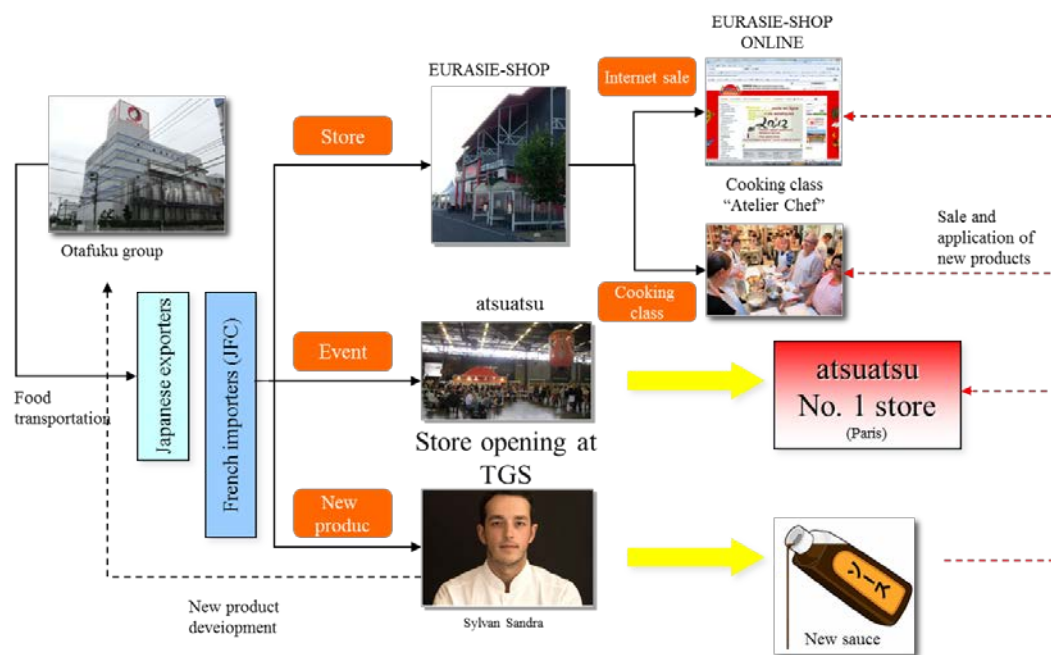 EURASIE-SHOP
ONLINE
EURASIE-SHOP
Internet sale
Store
2012
Cooking class
“Atelier Chef”
Otafuku group
Sale and
application of
new products
Cooking
class
atsuatsu
Japanese exporters
French importers (JFC)
Event
atsuatsu
No. 1 store
(Paris)
Food
transportation
Store opening at
TGS
New
produc
ソース
New product
deveiopment
Sylvan Sandra
New sauce